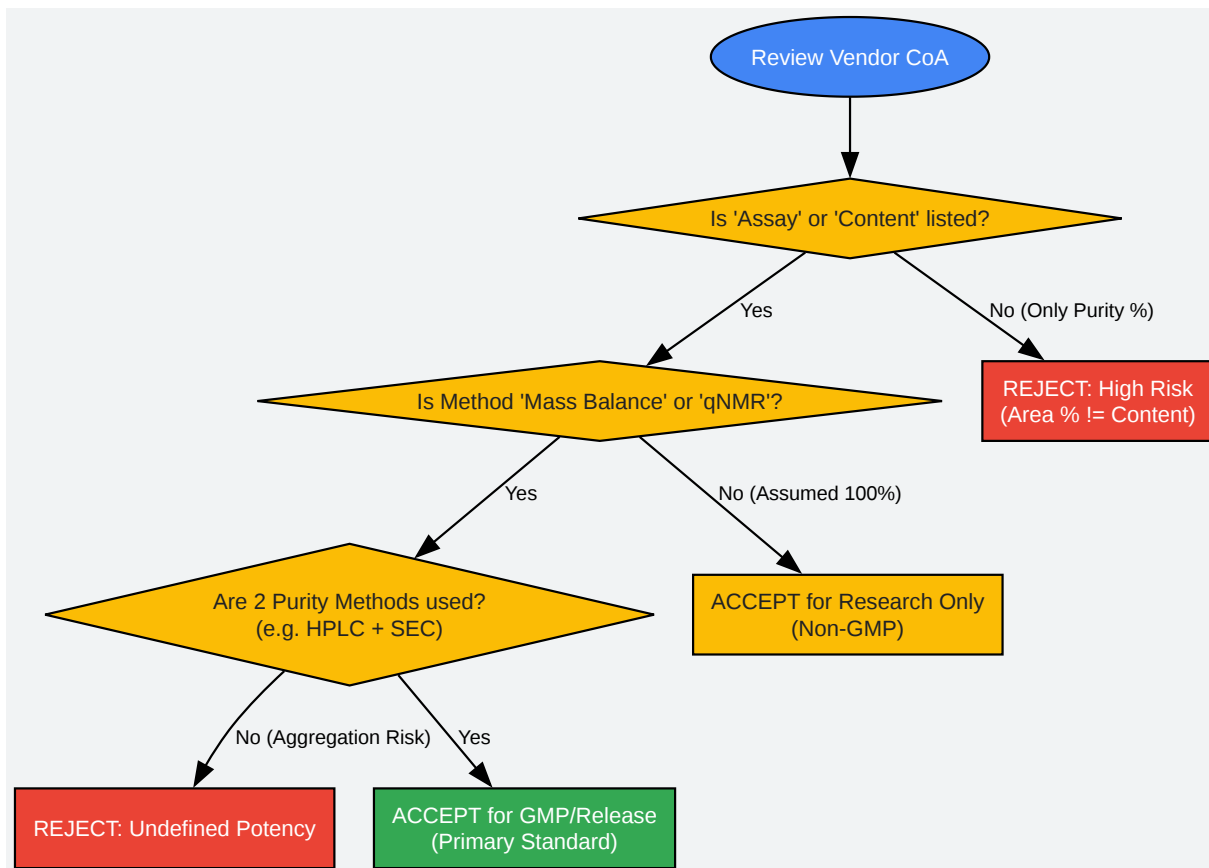 Review Vendor CoA
Is 'Assay' or 'Content' listed?
Yes
No (Only Purity %)
Is Method 'Mass Balance' or 'qNMR'?
REJECT: High Risk
(Area % != Content)
Yes
No (Assumed 100%)
Are 2 Purity Methods used?
(e.g. HPLC + SEC)
ACCEPT for Research Only
(Non-GMP)
No (Aggregation Risk)
Yes
REJECT: Undefined Potency
ACCEPT for GMP/Release
(Primary Standard)